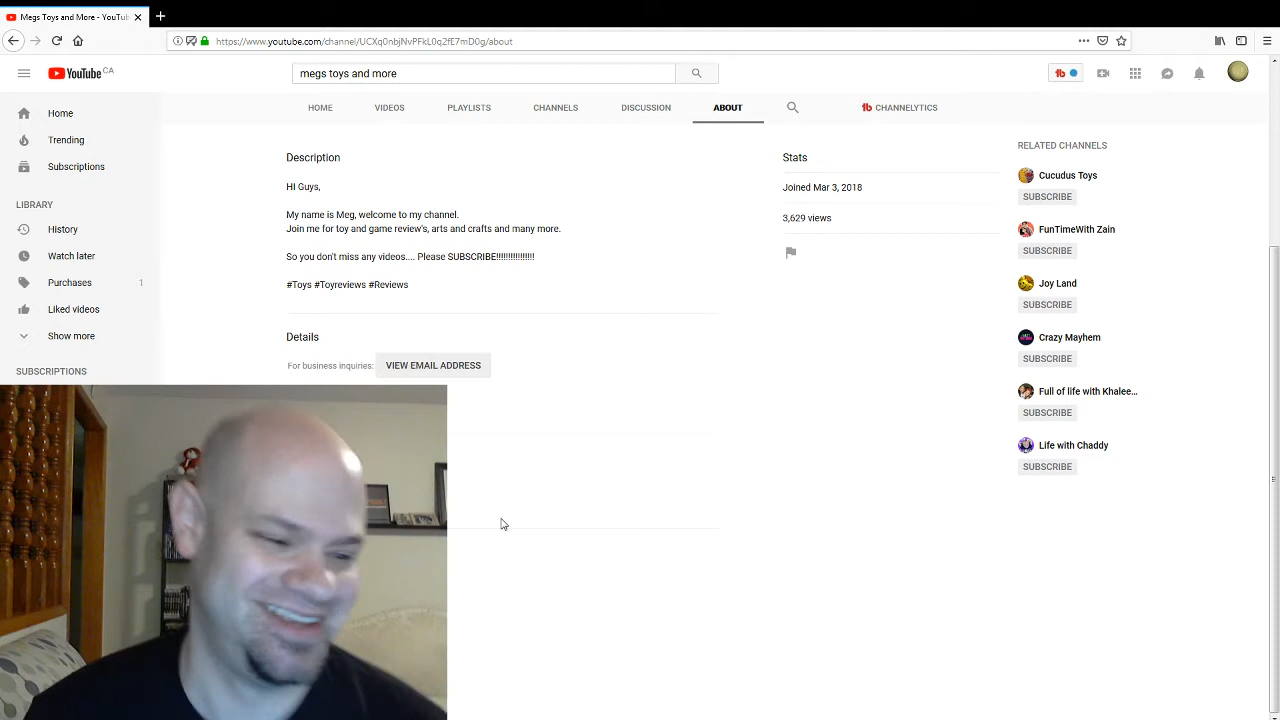 Megs Toys and More - YouTub
https://www.youtube.com/channel/UCXq0nbjNvPFkL0q2fE7mD0g/about
YouTube CA
megs toys and more
HOME VIDEOS PLAYLISTS CHANNELS DISCUSSION ABOUT CHANNELYTICS
Home
Trending
Subscriptions
LIBRARY
History
Watch later
Purchases 1
Liked videos
Show more
SUBSCRIPTIONS
Description
HI Guys,
My name is Meg, welcome to my channel.
Join me for toy and game review's, arts and crafts and many more.
So you don't miss any videos.... Please SUBSCRIBE!!!!!!!!!!!!!!!!
#Toys #Toyreviews #Reviews
Details
For business inquiries: VIEW EMAIL ADDRESS
Stats
Joined Mar 3, 2018
3,629 views
RELATED CHANNELS
Cucudus Toys
SUBSCRIBE
FunTimeWith Zain
SUBSCRIBE
Joy Land
SUBSCRIBE
Crazy Mayhem
SUBSCRIBE
Full of life with Khalee...
SUBSCRIBE
Life with Chaddy
SUBSCRIBE